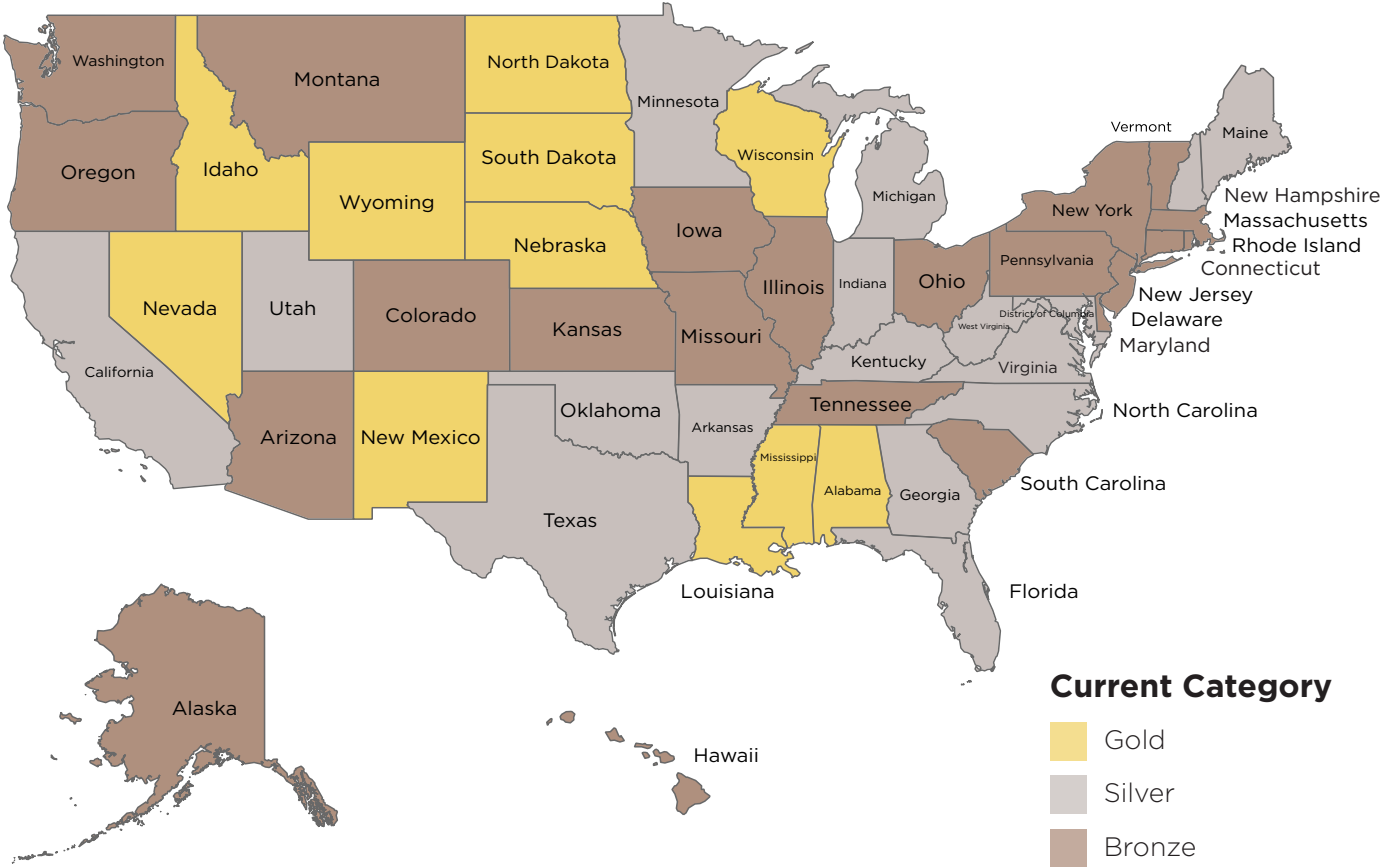 Washington
Montana
North Dakota
Minnesota
Vermont
Maine
Oregon
Idaho
South Dakota
Wisconsin
Wyoming
Michigan
New Hampshire
New York
Massachusetts
Iowa
Nebraska
Rhode Island
Pennsylvania
Connecticut
Nevada
Utah
Colorado
Illinois
Indiana
Ohio
New Jersey
Kansas
Missouri
West Virginia
District of Columbia
Delaware
Maryland
California
Kentucky
Virginia
Arizona
New Mexico
Oklahoma
Arkansas
Tennessee
North Carolina
Mississippi
Alabama
Georgia
South Carolina
Texas
Louisiana
Florida
Alaska
Hawaii
Current Category
Gold
Silver
Bronze